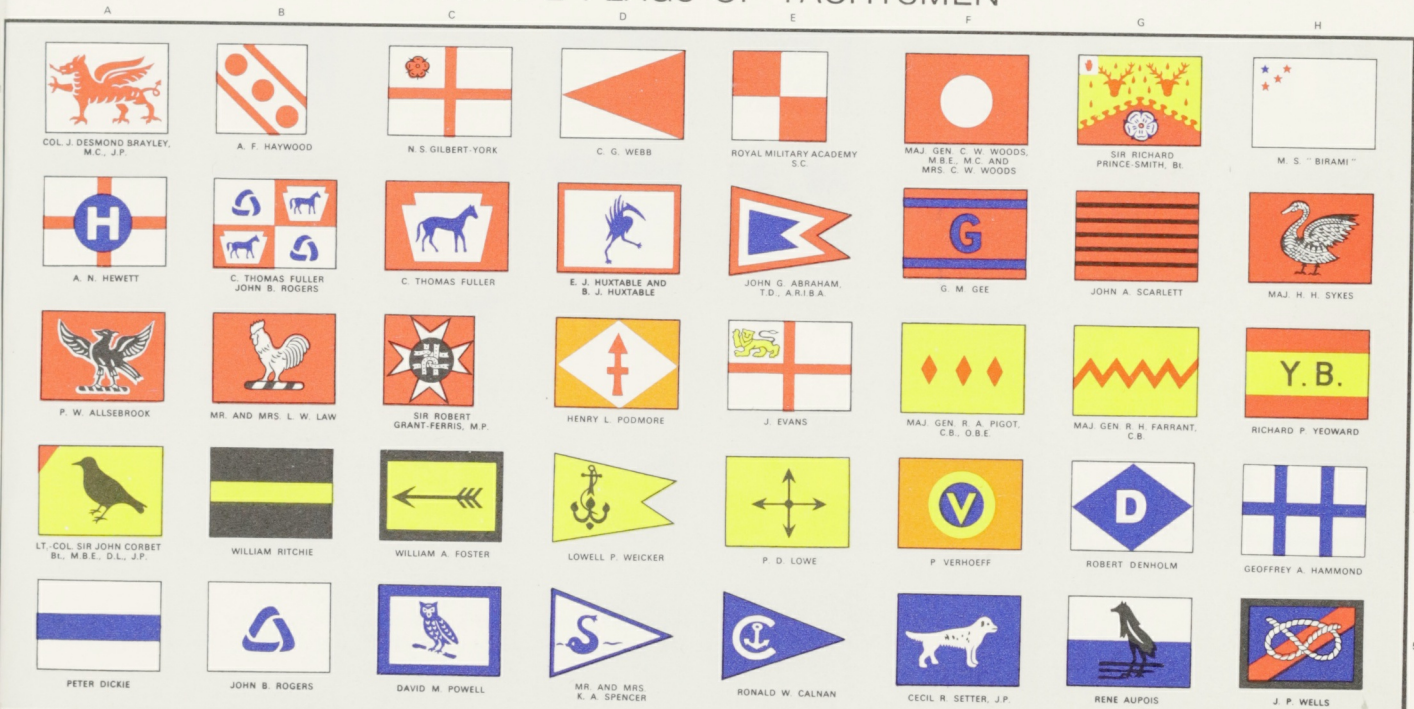 FLAGS OF YACHTSMEN
A B C D E F G H
COL. J. DESMOND BRAYLEY,
M.C., J.P.
A. F. HAYWOOD
N. S. GILBERT-YORK
C. G. WEBB
ROYAL MILITARY ACADEMY
S.C.
MAJ. GEN. C. W. WOODS,
M.B.E., M.C. AND
MRS. C. W. WOODS
SIR RICHARD
PRINCE-SMITH, Bt.
M. S. "BIRAMI"
H
A. N. HEWETT
C. THOMAS FULLER
JOHN B. ROGERS
C. THOMAS FULLER
E. J. HUXTABLE AND
B. J. HUXTABLE
JOHN G. ABRAHAM,
T.D., A.R.I.B.A.
G
G. M. GEE
JOHN A. SCARLETT
MAJ. H. H. SYKES
P. W. ALLSEBROOK
MR. AND MRS. L. W. LAW
SIR ROBERT
GRANT-FERRIS, M.P.
HENRY L. PODMORE
J. EVANS
MAJ. GEN. R. A. PIGOT,
C.B., O.B.E.
MAJ. GEN. R. H. FARRANT,
C.B.
Y.B.
RICHARD P. YEOWARD
LT.-COL. SIR JOHN CORBET
Bt., M.B.E., D.L., J.P.
WILLIAM RITCHIE
WILLIAM A. FOSTER
LOWELL P. WEICKER
P. D. LOWE
V
P. VERHOEFF
D
ROBERT DENHOLM
GEOFFREY A. HAMMOND
PETER DICKIE
JOHN B. ROGERS
DAVID M. POWELL
S
MR. AND MRS.
K. A. SPENCER
C
RONALD W. CALNAN
CECIL R. SETTER, J.P.
RENE AUPOIS
J. P. WELLS